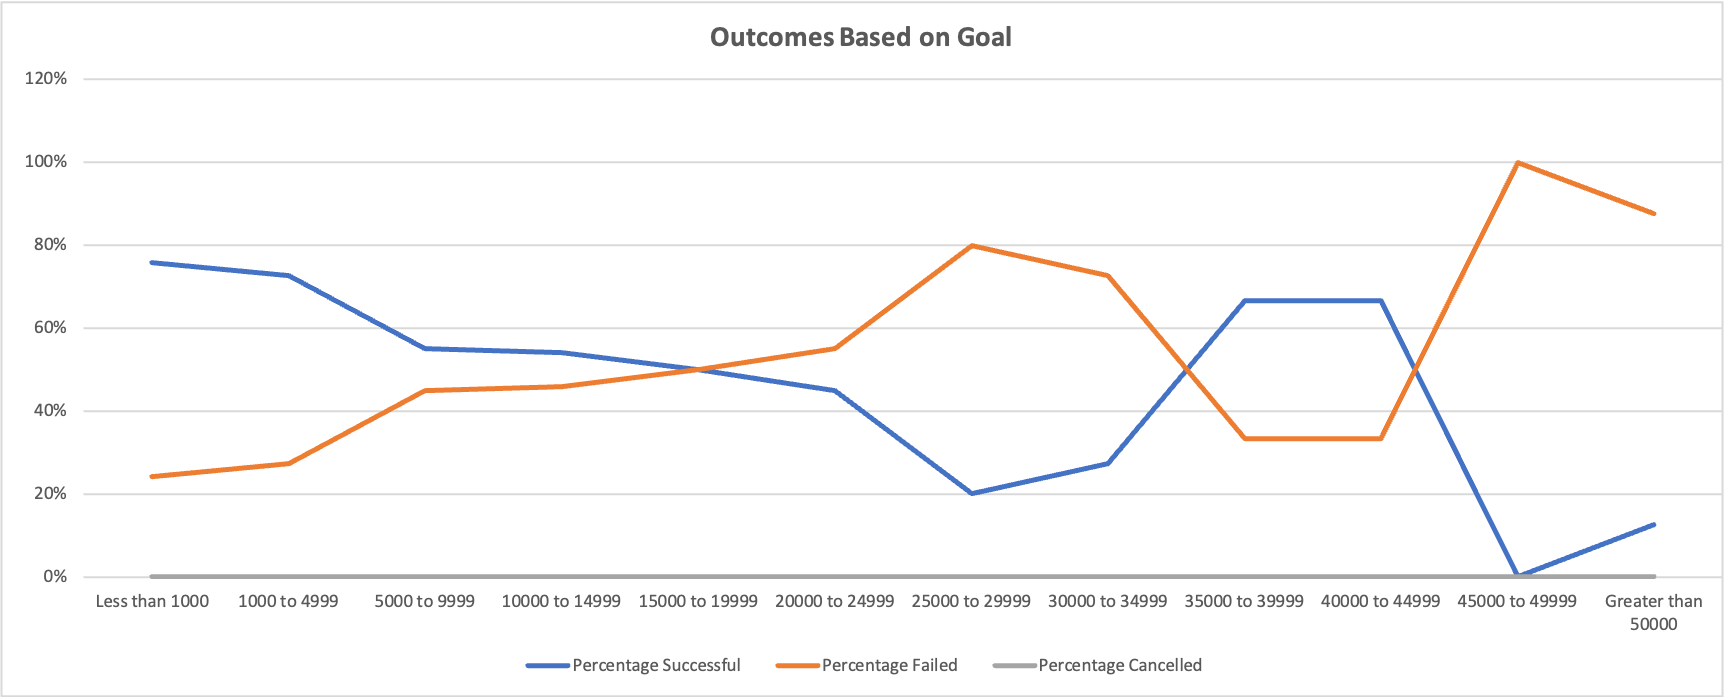 Outcomes Based on Goal
120%
100%
80%
60%
40%
20%
0%
Less than 1000
1000 to 4999
5000 to 9999
10000 to 14999
15000 to 19999
20000 to 24999
25000 to 29999
30000 to 34999
35000 to 39999
40000 to 44999
45000 to 49999
Greater than
50000
Percentage Successful
Percentage Failed
Percentage Cancelled